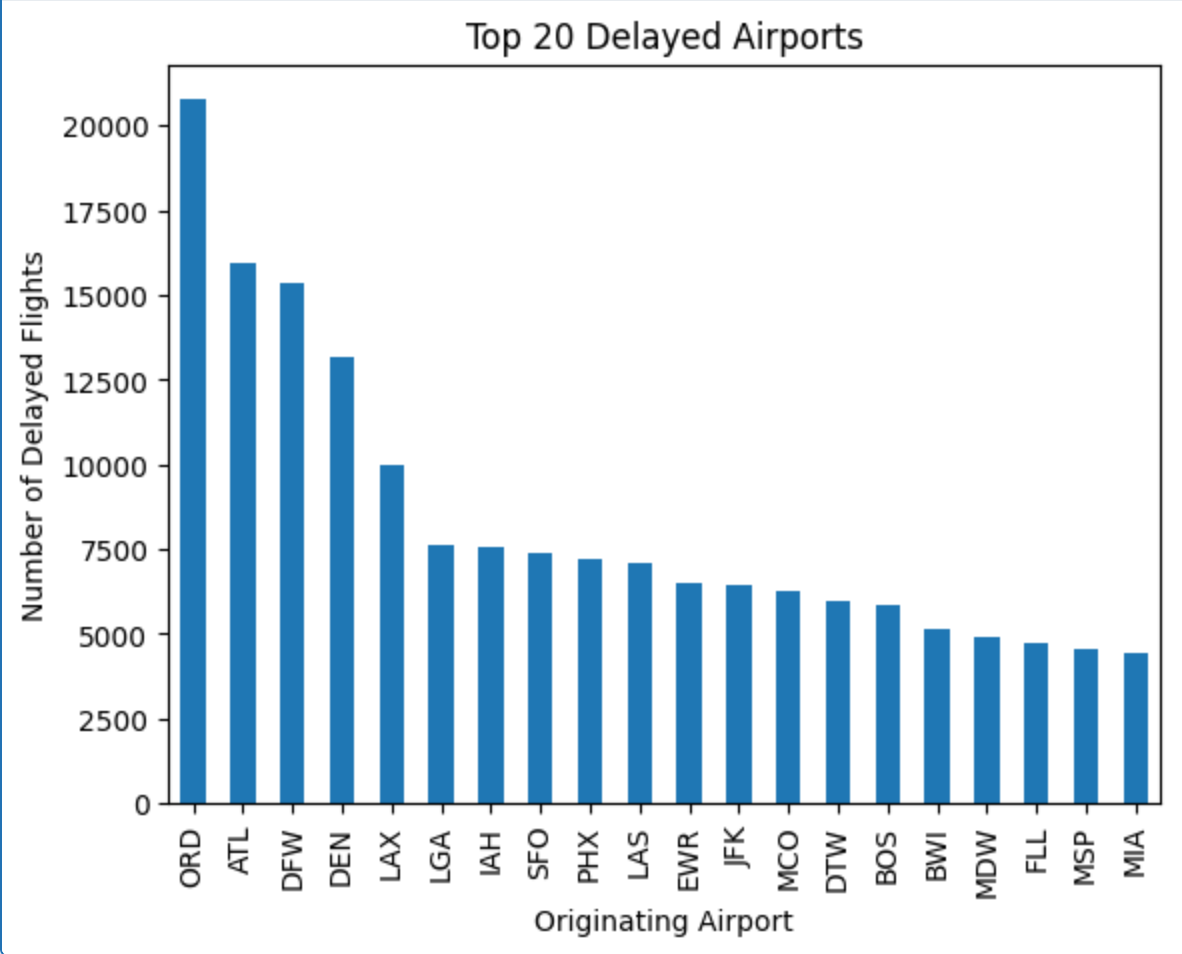 Top 20 Delayed Airports
Number of Delayed Flights
20000
17500
15000
12500
10000
7500
5000
2500
0
ORD
ATL
DFW
DEN
LAX
LGA
IAH
SFO
PHX
LAS
EWR
JFK
MCO
DTW
BOS
BWI
MDW
FLL
MSP
MIA
Originating Airport